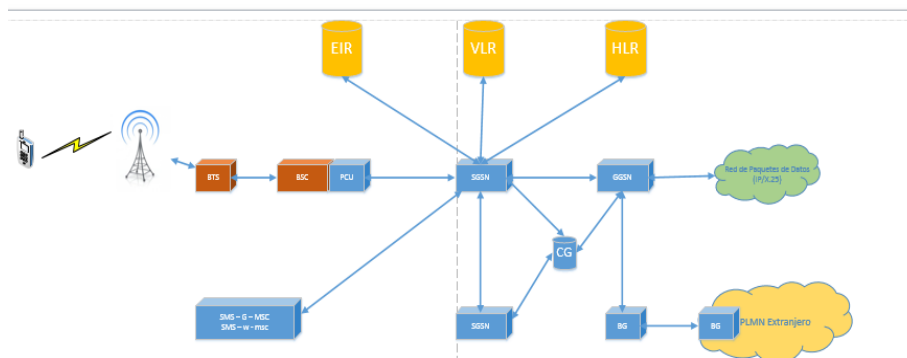 EIR
VLR
HLR
BTS
BSC
PCU
SGSN
GGSN
Red de Paquetes de Datos
(IP/X.25)
CG
SMS – G – MSC
SMS – w - msc
SGSN
BG
BG
PLMN Extranjero